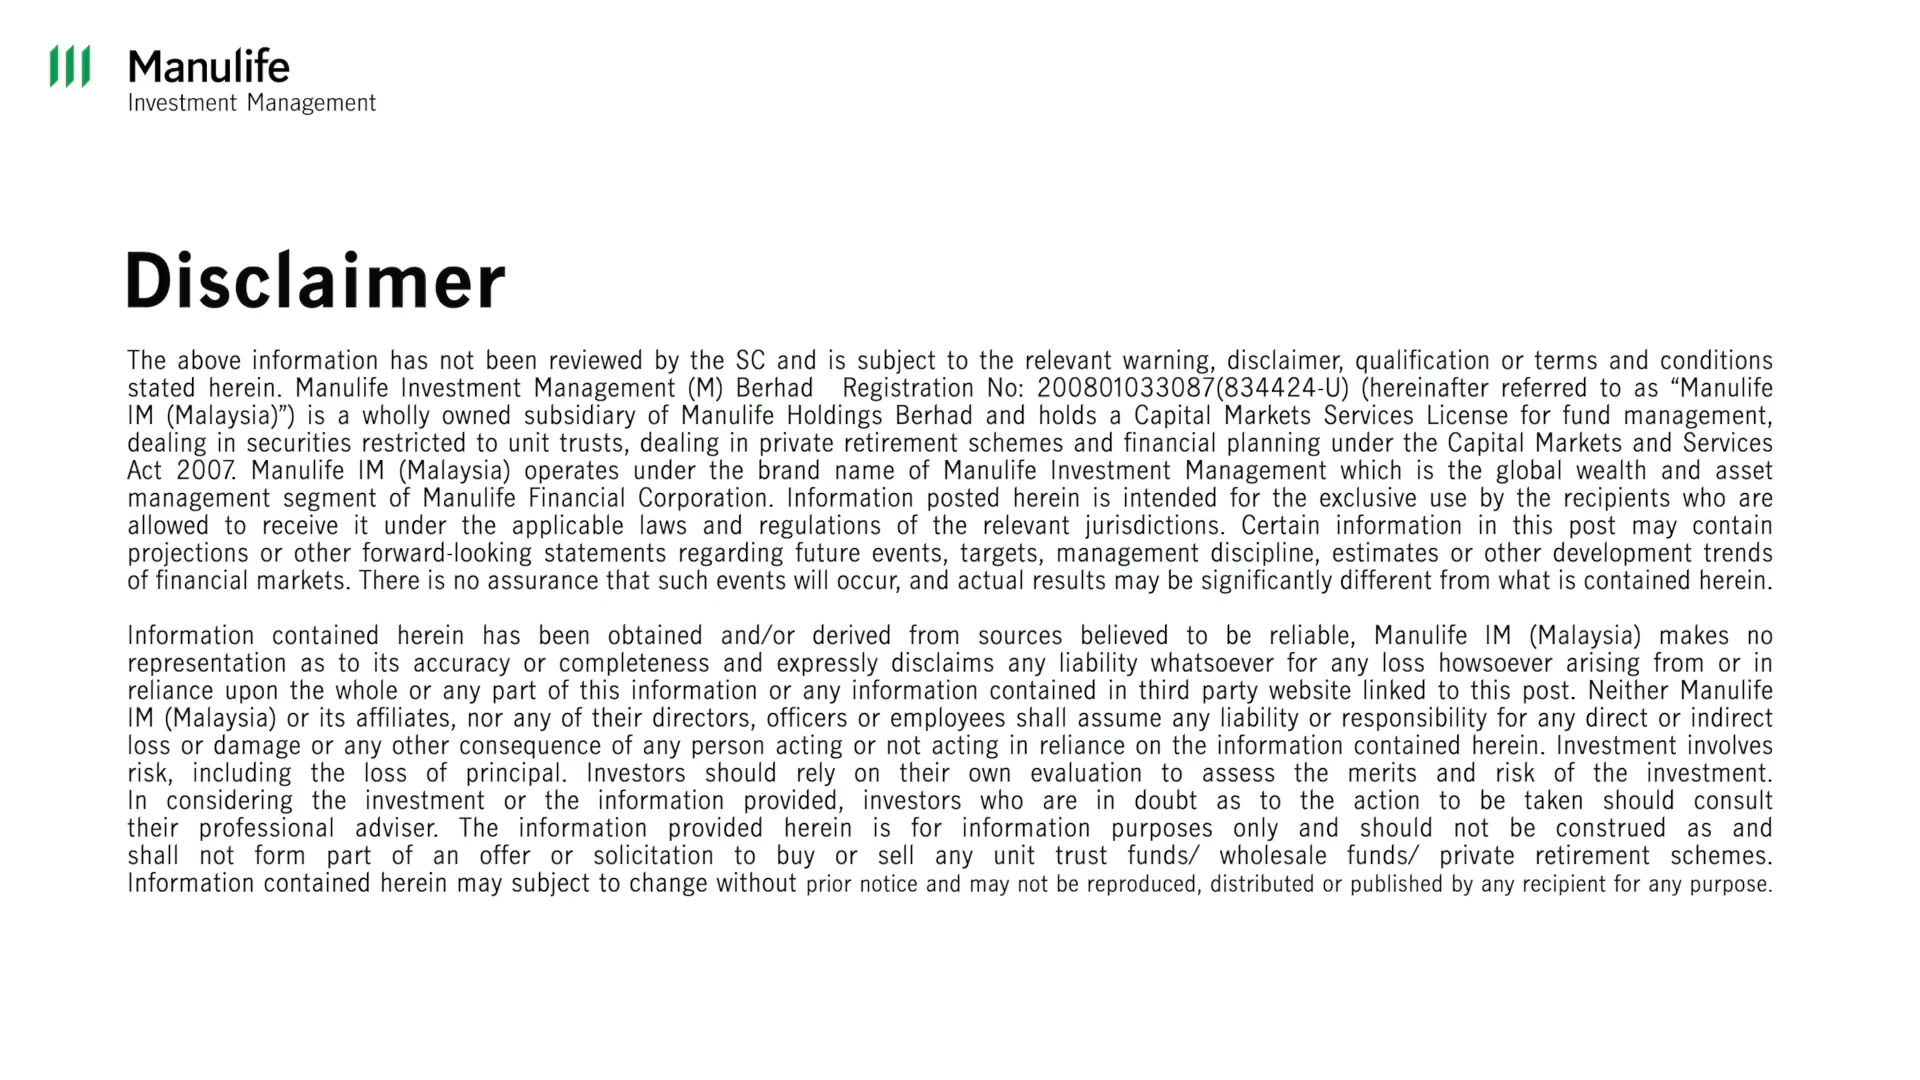 Manulife
Investment Management
Disclaimer
The above information has not been reviewed by the SC and is subject to the relevant warning, disclaimer, qualification or terms and conditions
stated herein. Manulife Investment Management (M) Berhad Registration No: 200801033087(834424-U) (hereinafter referred to as “Manulife
IM (Malaysia)”) is a wholly owned subsidiary of Manulife Holdings Berhad and holds a Capital Markets Services License for fund management,
dealing in securities restricted to unit trusts, dealing in private retirement schemes and financial planning under the Capital Markets and Services
Act 2007. Manulife IM (Malaysia) operates under the brand name of Manulife Investment Management which is the global wealth and asset
management segment of Manulife Financial Corporation. Information posted herein is intended for the exclusive use by the recipients who are
allowed to receive it under the applicable laws and regulations of the relevant jurisdictions. Certain information in this post may contain
projections or other forward-looking statements regarding future events, targets, management discipline, estimates or other development trends
of financial markets. There is no assurance that such events will occur, and actual results may be significantly different from what is contained herein.
Information contained herein has been obtained and/or derived from sources believed to be reliable, Manulife IM (Malaysia) makes no
representation as to its accuracy or completeness and expressly disclaims any liability whatsoever for any loss howsoever arising from or in
reliance upon the whole or any part of this information or any information contained in third party website linked to this post. Neither Manulife
IM (Malaysia) or its affiliates, nor any of their directors, officers or employees shall assume any liability or responsibility for any direct or indirect
loss or damage or any other consequence of any person acting or not acting in reliance on the information contained herein. Investment involves
risk, including the loss of principal. Investors should rely on their own evaluation to assess the merits and risk of the investment.
In considering the investment or the information provided, investors who are in doubt as to the action to be taken should consult
their professional adviser. The information provided herein is for information purposes only and should not be construed as and
shall not form part of an offer or solicitation to buy or sell any unit trust funds/ wholesale funds/ private retirement schemes.
Information contained herein may subject to change without prior notice and may not be reproduced, distributed or published by any recipient for any purpose.